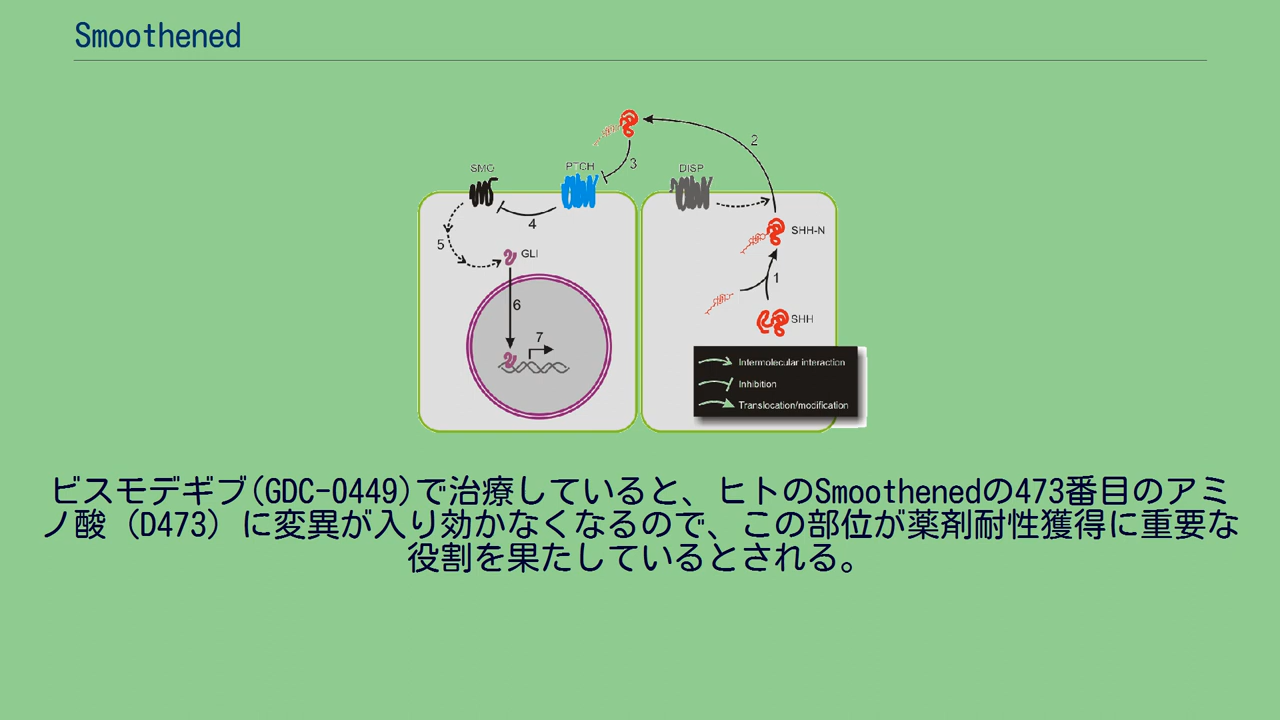 Smoothened
2
SMO
PTCH
3
DISP
4
SHH-N
5
GLI
1
6
SHH
7
Intermolecular interaction
Inhibition
Translocation/modification
ビスモデギブ(GDC-0449)で治療していると、ヒトのSmoothenedの473番目のアミ
ノ酸（D473）に変異が入り効かなくなるので、この部位が薬剤耐性獲得に重要な
役割を果たしているとされる。